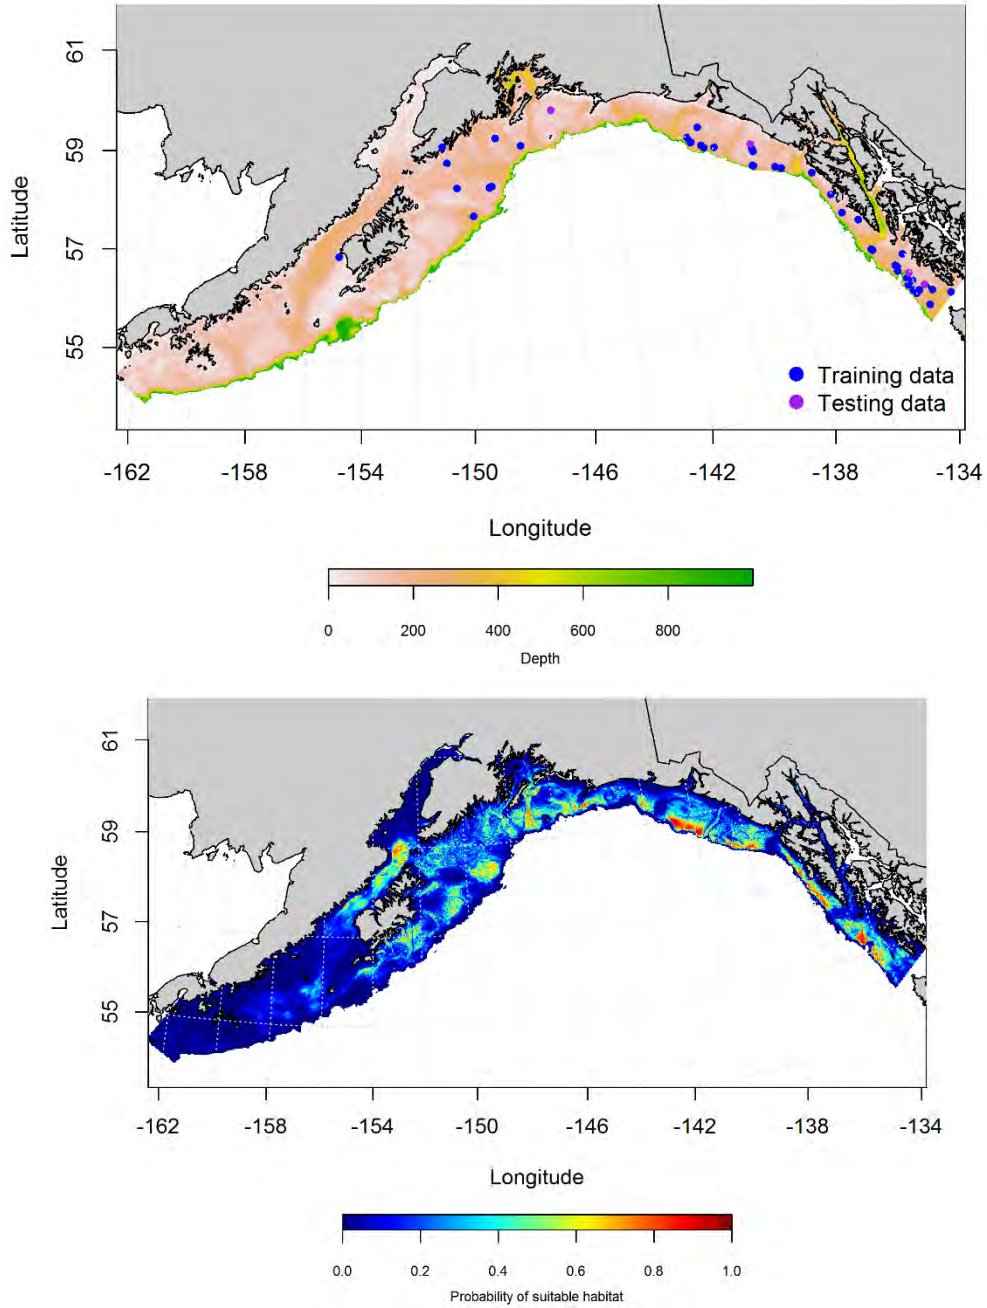 61
59
57
55
Latitude
Training data
Testing data
-162 -158 -154 -150 -146 -142 -138 -134
Longitude
0 200 400 600 800
Depth
61
59
57
55
Latitude
-162 -158 -154 -150 -146 -142 -138 -134
Longitude
0.0 0.2 0.4 0.6 0.8 1.0
Probability of suitable habitat